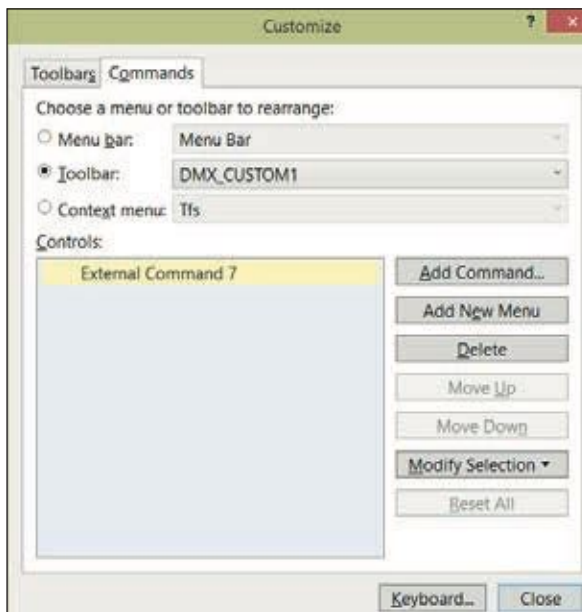 Customize
? ×
Toolbars Commands
Choose a menu or toolbar to rearrange:
Menu bar: Menu Bar
Toolbar: DMX_CUSTOM1
Context menu: Tfs
Controls:
External Command 7
Add Command...
Add New Menu
Delete
Move Up
Move Down
Modify Selection
Reset All
Keyboard... Close